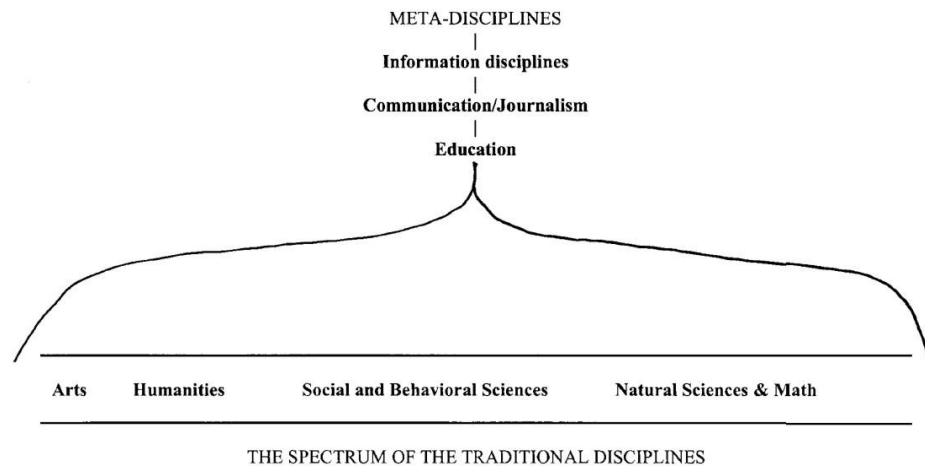 META-DISCIPLINES
Information disciplines
Communication/Journalism
Education
Arts Humanities Social and Behavioral Sciences Natural Sciences & Math
THE SPECTRUM OF THE TRADITIONAL DISCIPLINES